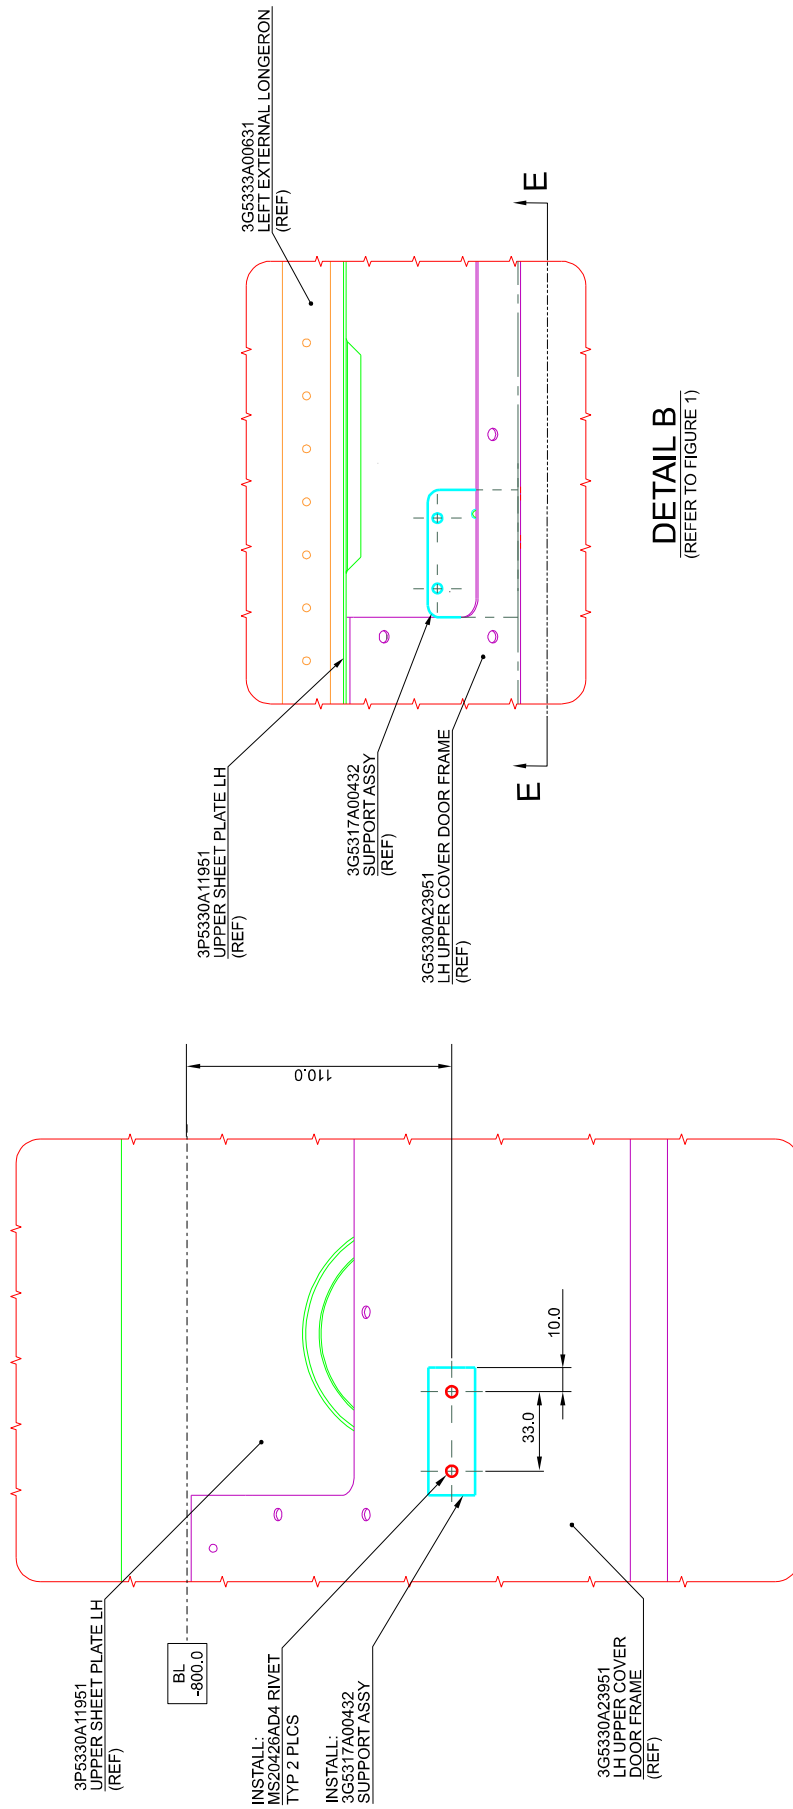 3G5333A00631
LEFT EXTERNAL LONGERON
(REF)
E
3P5330A11951
UPPER SHEET PLATE LH
(REF)
3G5317A00432
SUPPORT ASSY
(REF)
3G5330A23951
LH UPPER COVER DOOR FRAME
(REF)
E
DETAIL B
(REFER TO FIGURE 1)
110.0
10.0
33.0
3P5330A11951
UPPER SHEET PLATE LH
(REF)
BL
-800.0
INSTALL:
MS20426AD4 RIVET
TYP 2 PLCS
INSTALL:
3G5317A00432
SUPPORT ASSY
3G5330A23951
LH UPPER COVER
DOOR FRAME
(REF)